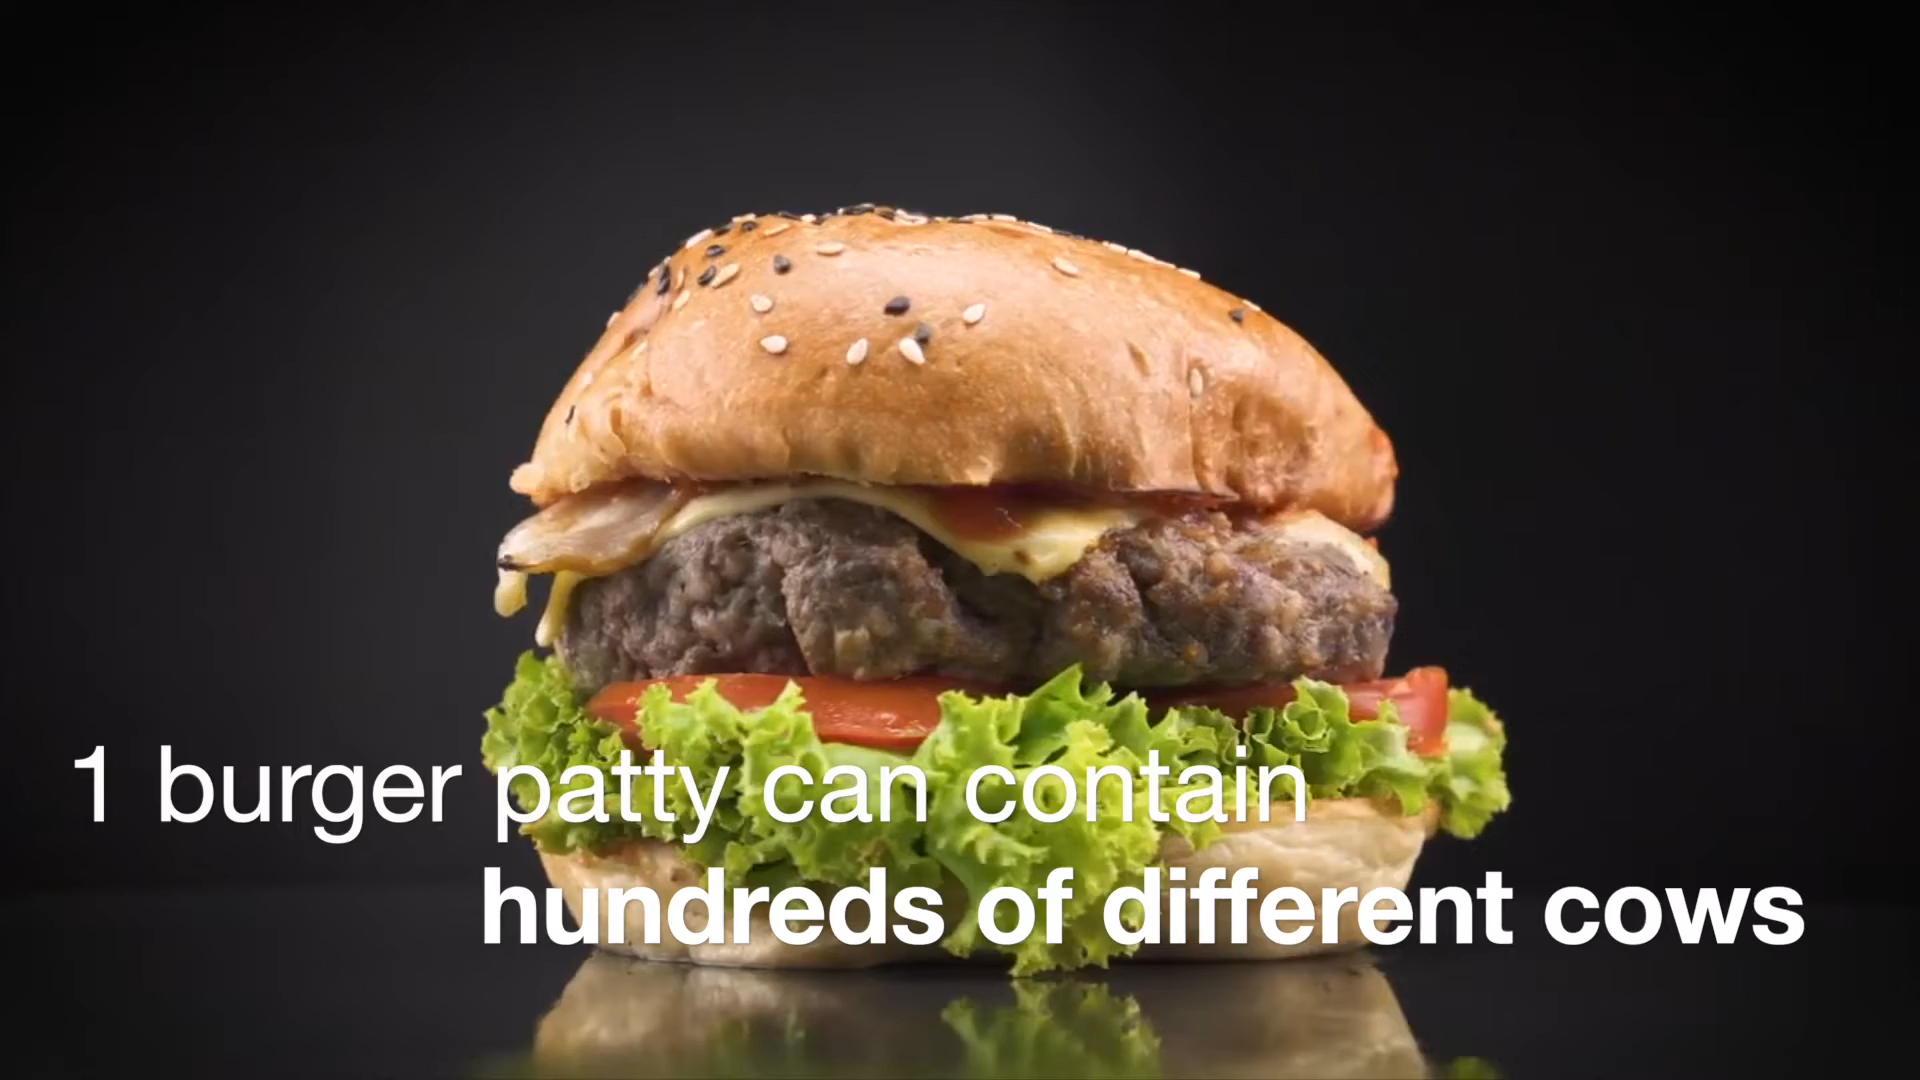 1 burger patty can contain
hundreds of different cows